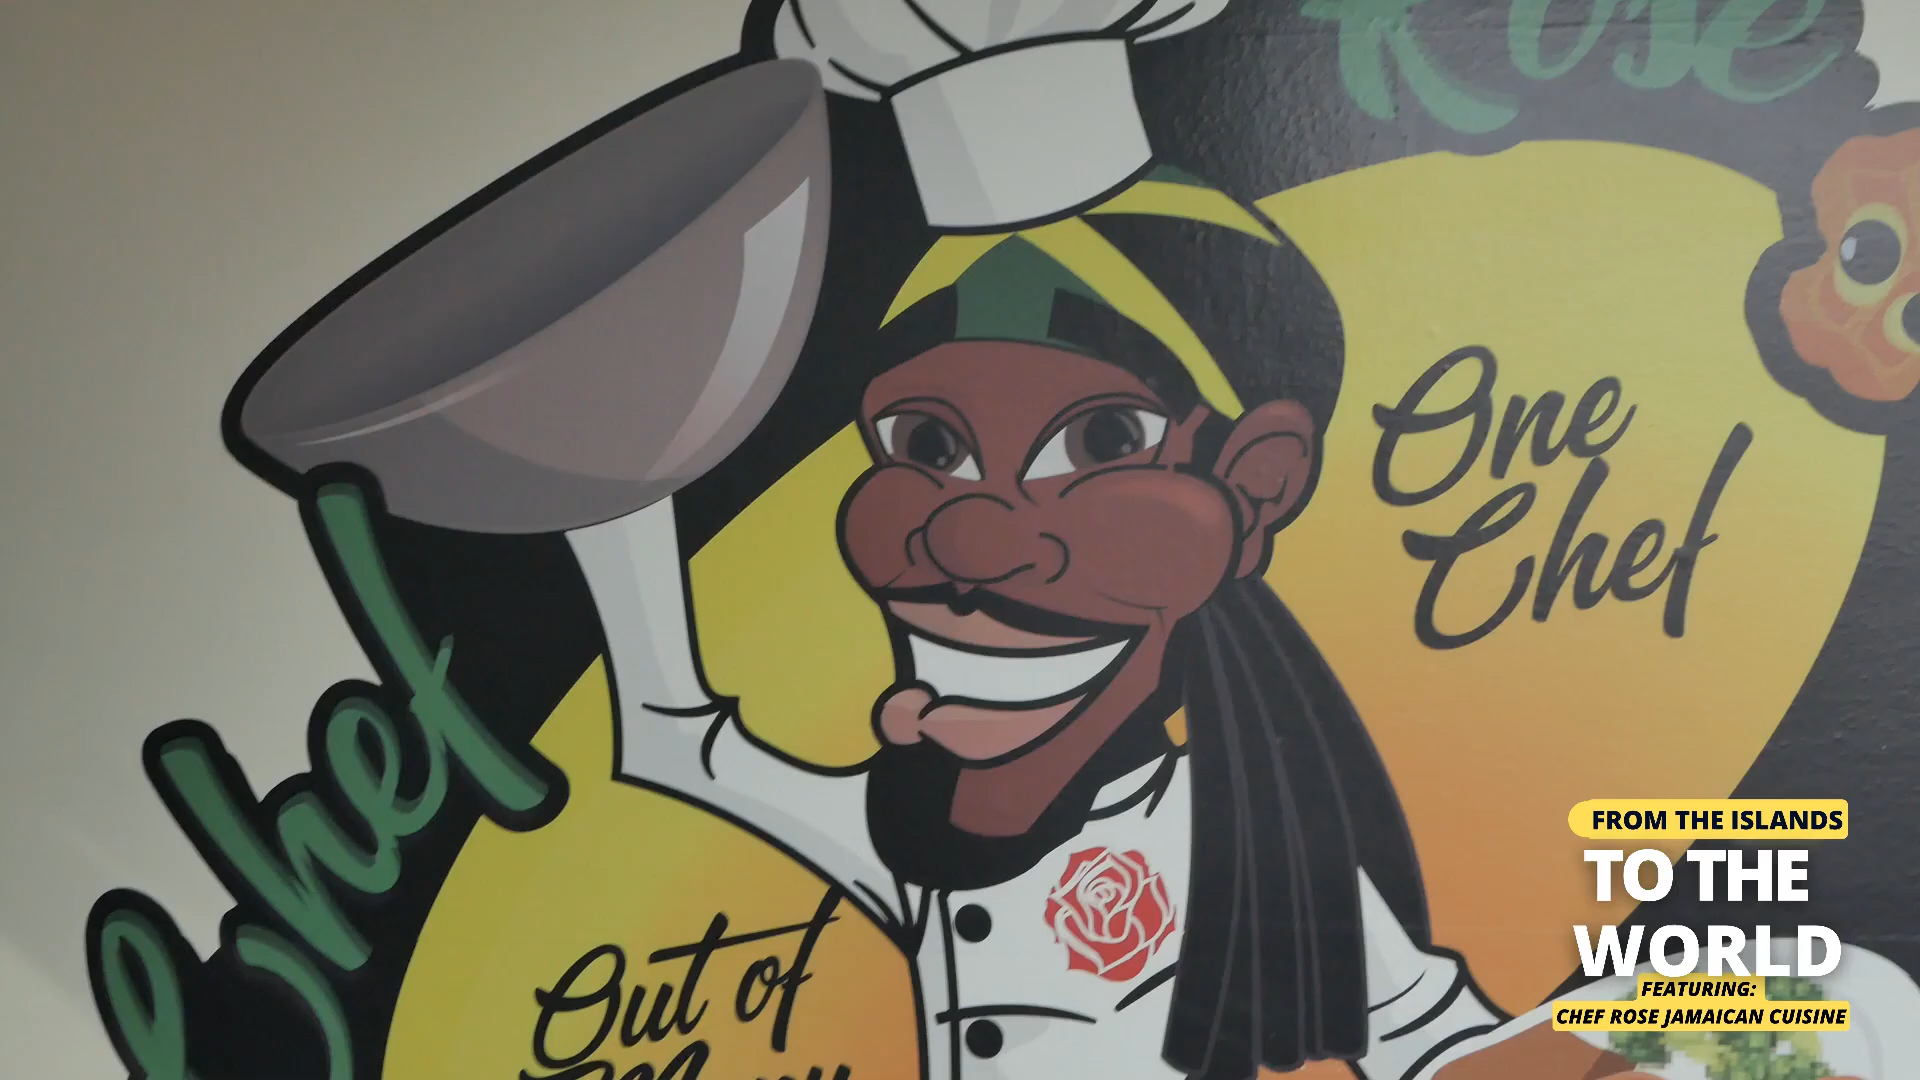 Rose
One
Chef
Chef
Out of
FROM THE ISLANDS
TO THE
WORLD
FEATURING:
CHEF ROSE JAMAICAN CUISINE